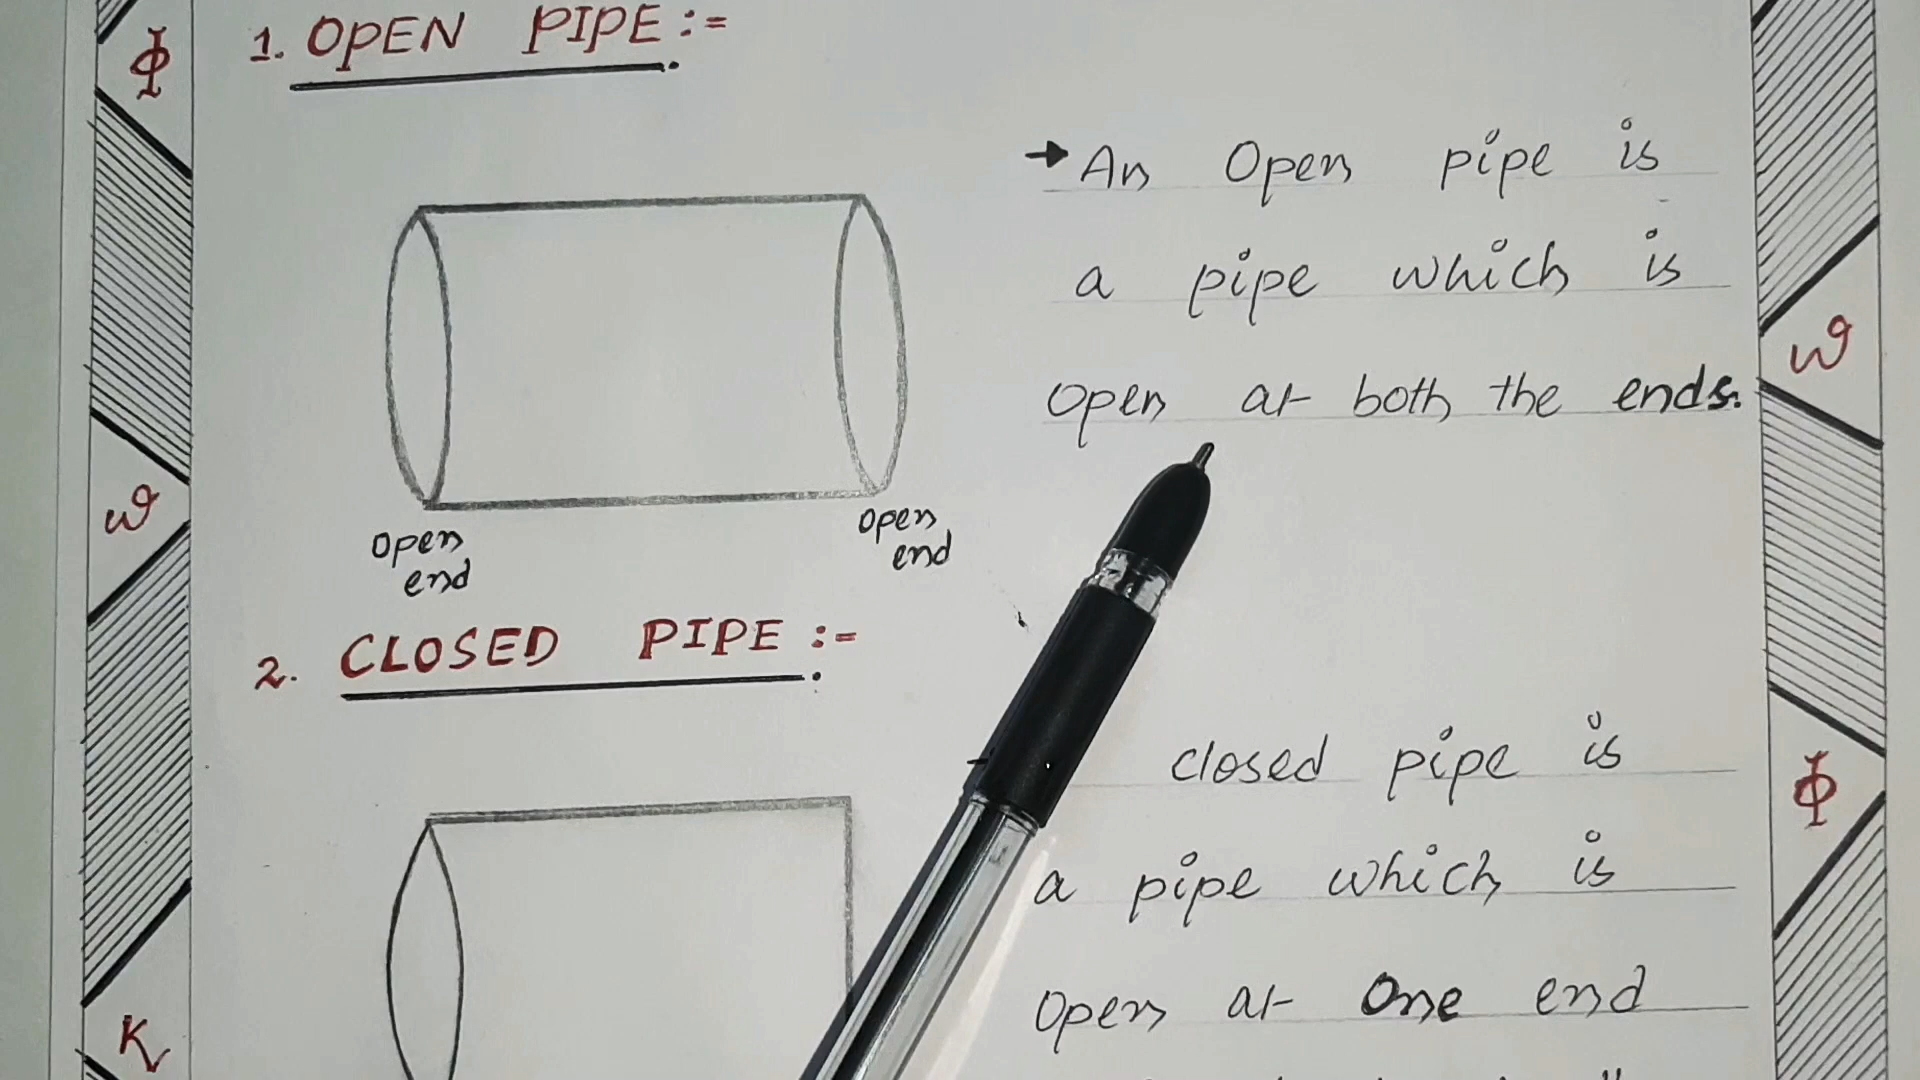 1. OPEN PIPE :=
→ An Open pipe is
a pipe which is
open at both the ends.
open
end
open
end
2. CLOSED PIPE :=
closed pipe is
a pipe which is
open at one end
Φ
ω
K
ω
Φ